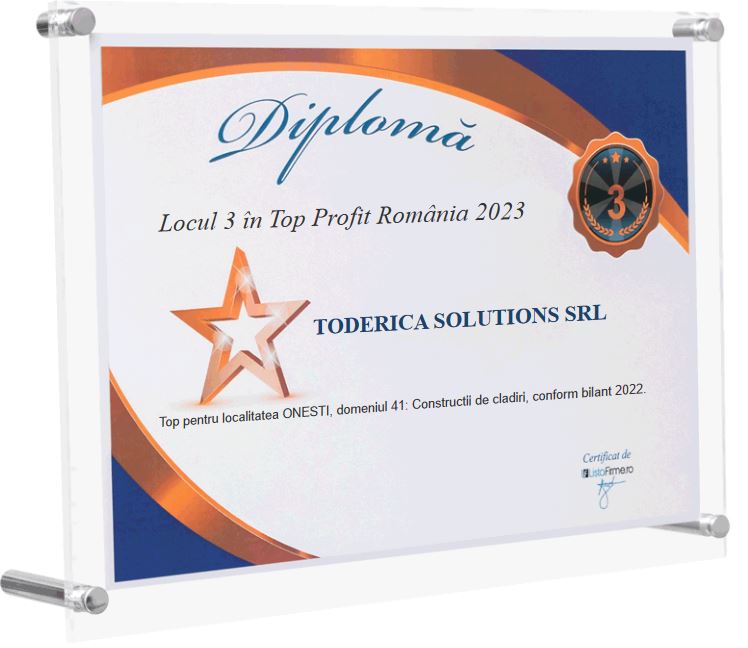 Diplomă
3
Locul 3 în Top Profit România 2023
TODERICA SOLUTIONS SRL
Top pentru localitatea ONESTI, domeniul 41: Constructii de cladiri, conform bilant 2022.
Certificat de
ListaFirme.ro